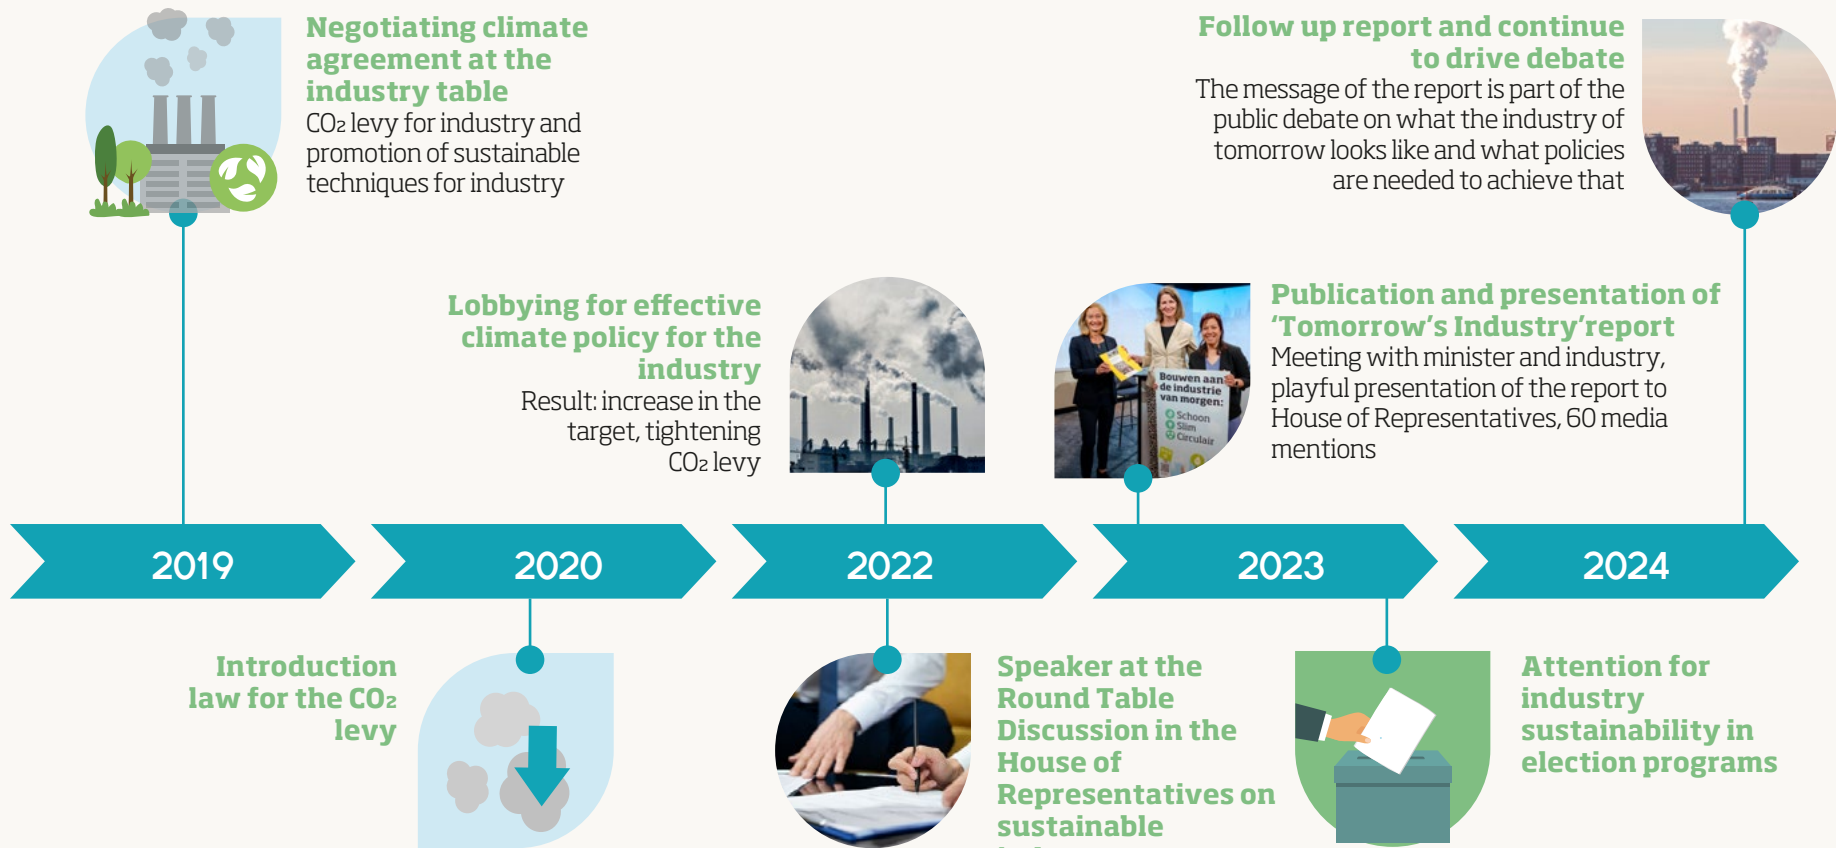 Negotiating climate
agreement at the
industry table
CO₂ levy for industry and
promotion of sustainable
techniques for industry
Follow up report and continue
to drive debate
The message of the report is part of the
public debate on what the industry of
tomorrow looks like and what policies
are needed to achieve that
Lobbying for effective
climate policy for the
industry
Result: increase in the
target, tightening
CO₂ levy
Bouwen aan
de industrie
van morgen:
Schoon
Slim
Circulair
Publication and presentation of
‘Tomorrow’s Industry’report
Meeting with minister and industry,
playful presentation of the report to
House of Representatives, 60 media
mentions
2019
2020
2022
2023
2024
Introduction
law for the CO₂
levy
Speaker at the
Round Table
Discussion in the
House of
Representatives on
sustainable
Attention for
industry
sustainability in
election programs